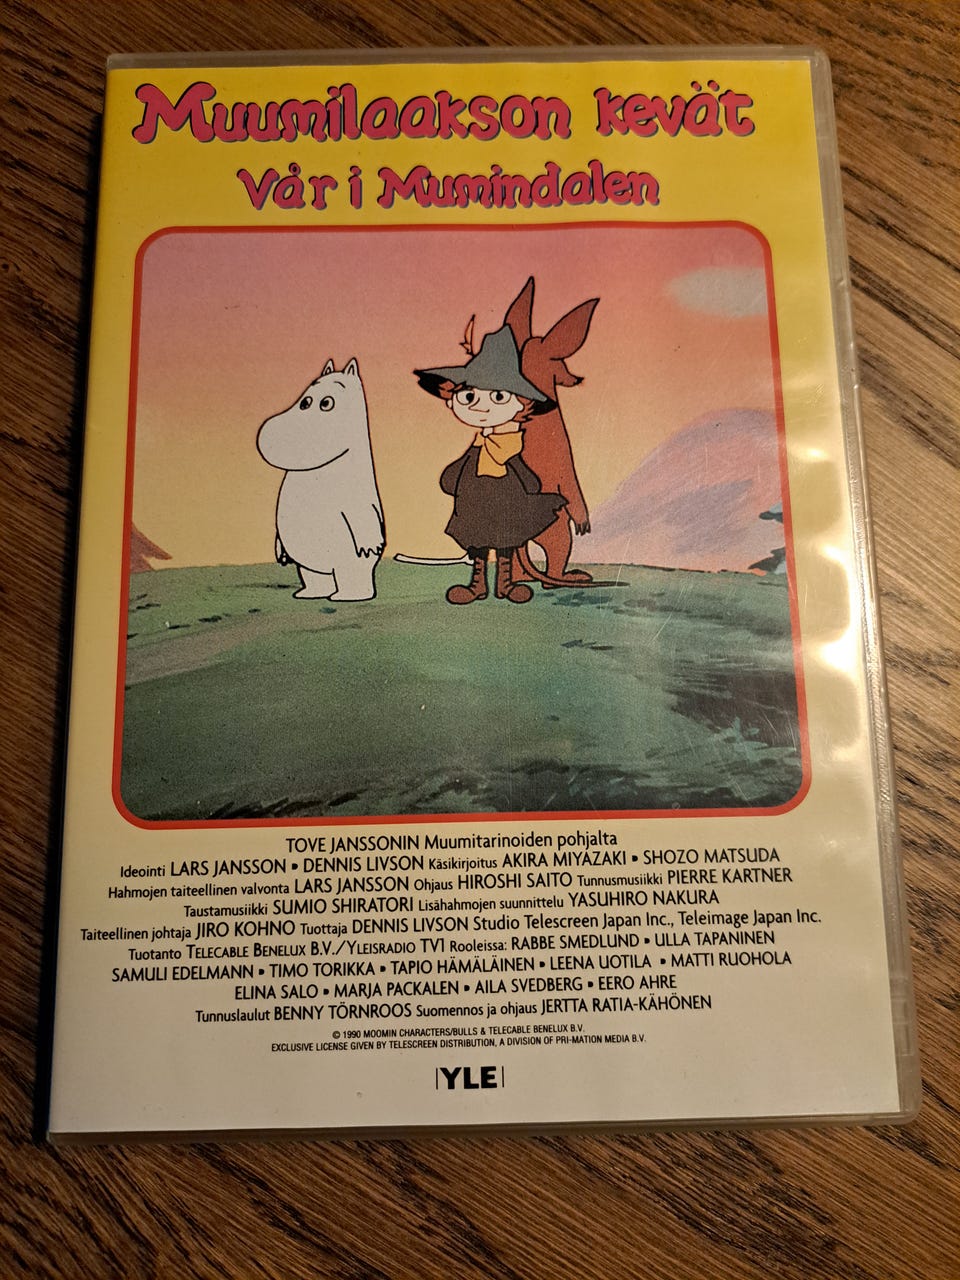 Muumilaakson kevät
Vår i Mumindalen
TOVE JANSSONIN Muumitarinoiden pohjalta
Ideointi LARS JANSSON • DENNIS LIVSON Käsikirjoitus AKIRA MIYAZAKI • SHOZO MATSUDA
Hahmojen taiteellinen valvonta LARS JANSSON Ohjaus HIROSHI SAITO Tunnusmusiikki PIERRE KARTNER
Taustamusiikki SUMIO SHIRATORI Lisähahmojen suunnittelu YASUHIRO NAKURA
Taiteellinen johtaja JIRO KOHNO Tuottaja DENNIS LIVSON Studio Telescreen Japan Inc., Teleimage Japan Inc.
Tuotanto TELECABLE BENELUX B.V./YLEISRADIO TV1 Rooleissa: RABBE SMEDLUND • ULLA TAPANINEN
SAMULI EDELMANN • TIMO TORIKKA • TAPIO HÄMÄLÄINEN • LEENA UOTILA • MATTI RUOHOLA
ELINA SALO • MARJA PACKALEN • AILA SVEDBERG • EERO AHRE
Tunnuslaulut BENNY TÖRNROOS Suomennos ja ohjaus JERTTA RATIA-KÄHÖNEN
© 1990 MOOMIN CHARACTERS/BULLS & TELECABLE BENELUX B.V.
EXCLUSIVE LICENSE GIVEN BY TELESCREEN DISTRIBUTION, A DIVISION OF PRI-MATION MEDIA B.V.
YLE